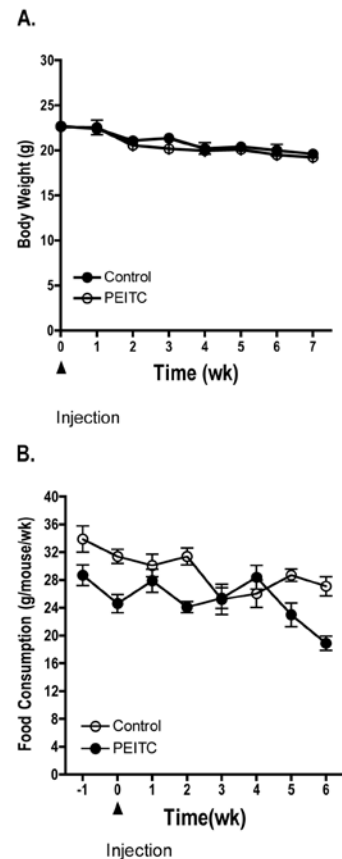 A.
Body Weight (g)
30
25
20
15
10
5
0
Control
PEITC
0 1 2 3 4 5 6 7
Time (wk)
Injection
B.
Food Consumption (g/mouse/wk)
40
36
32
28
24
20
16
12
8
4
0
Control
PEITC
-1 0 1 2 3 4 5 6
Time(wk)
Injection